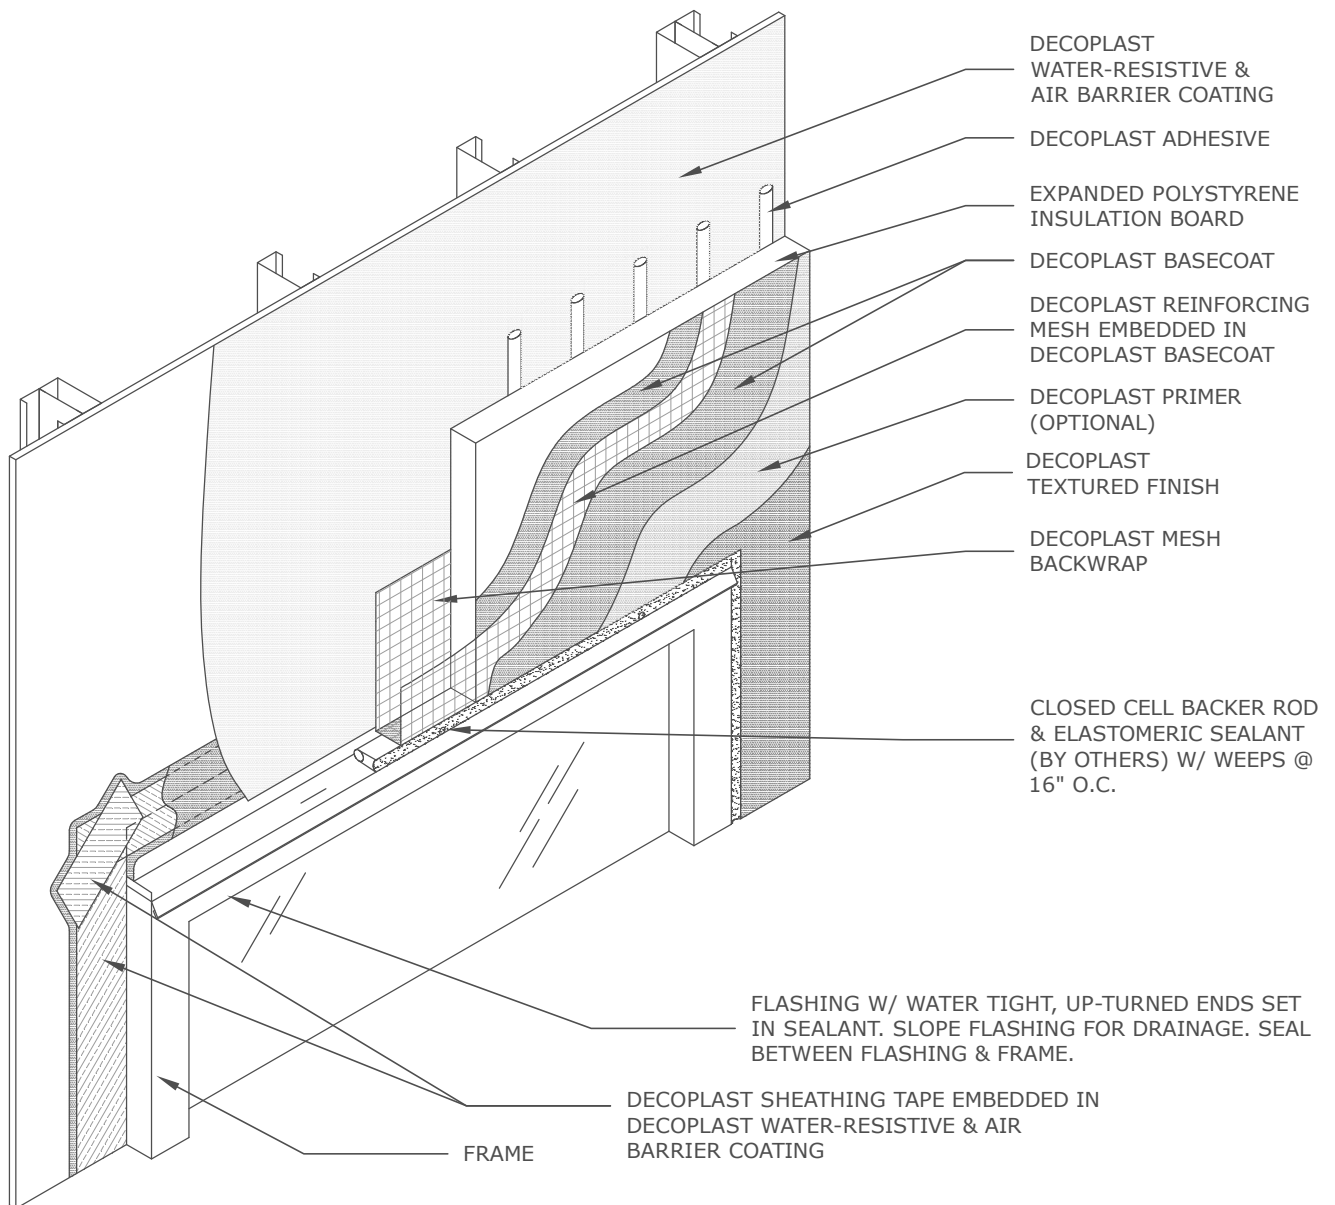 DECOPLAST
WATER-RESISTIVE &
AIR BARRIER COATING
DECOPLAST ADHESIVE
EXPANDED POLYSTYRENE
INSULATION BOARD
DECOPLAST BASECOAT
DECOPLAST REINFORCING
MESH EMBEDDED IN
DECOPLAST BASECOAT
DECOPLAST PRIMER
(OPTIONAL)
DECOPLAST
TEXTURED FINISH
DECOPLAST MESH
BACKWRAP
CLOSED CELL BACKER ROD
& ELASTOMERIC SEALANT
(BY OTHERS) W/ WEEPS @
16" O.C.
FLASHING W/ WATER TIGHT, UP-TURNED ENDS SET
IN SEALANT. SLOPE FLASHING FOR DRAINAGE. SEAL
BETWEEN FLASHING & FRAME.
DECOPLAST SHEATHING TAPE EMBEDDED IN
DECOPLAST WATER-RESISTIVE & AIR
BARRIER COATING
FRAME